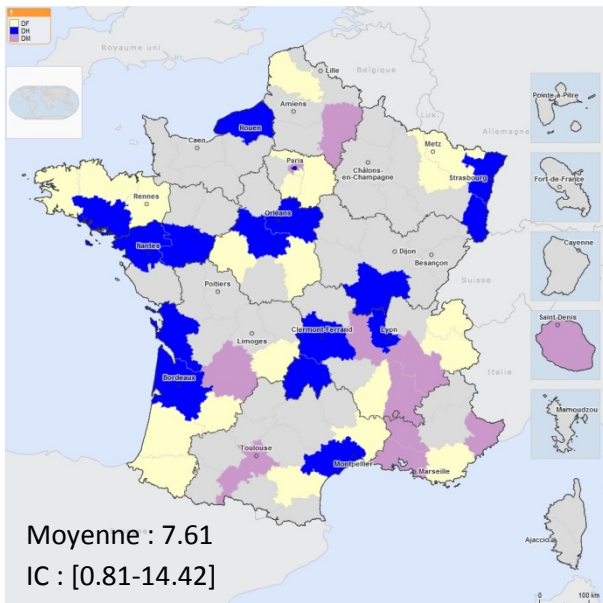 1
DF
DH
DM
Royaume uni
Belgique
Lille
Amiens
Lux.
Allemagne
Rouen
Caen
Paris
Metz
Châlons-
en-Champagne
Strasbourg
Rennes
Orléans
Nantes
Dijon
Besançon
Suisse
Poitiers
Limoges
Clermont-Ferrand
Lyon
Italie
Bordeaux
Toulouse
Montpellier
Marseille
Ajaccio
Pointe-à-Pitre
Fort-de-France
Cayenne
Saint-Denis
Mamoudzou
Moyenne : 7.61
IC : [0.81-14.42]
0 100 km